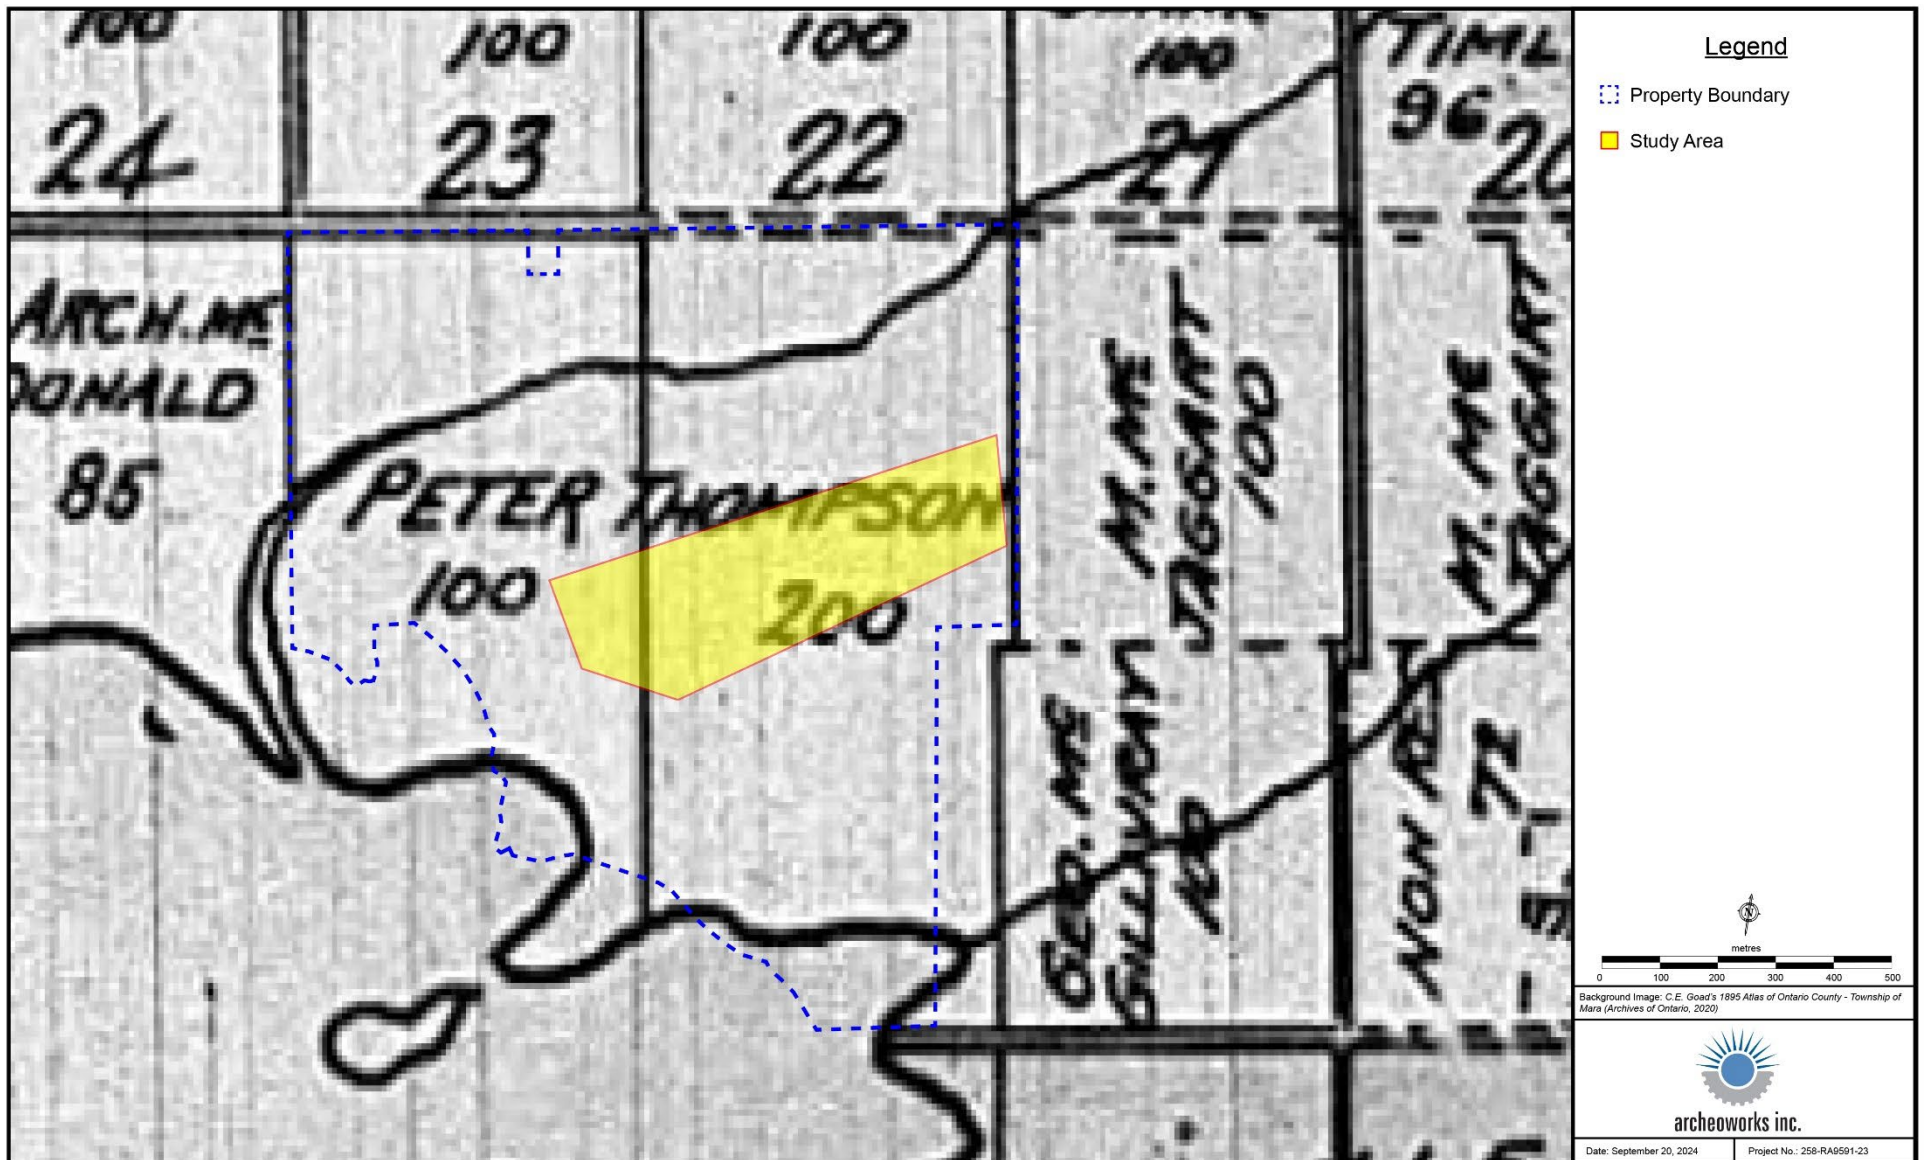 100
100
100
100
24
23
22
21
96
ARCH. Mc
DONALD
85
PETER THOMPSON
100
200
M. Mc
TAGGART
100
M. Mc
TAGGART
GEO. Mc
GILLIVRAY
100
NON RES
71
Legend
Property Boundary
Study Area
N
metres
0 100 200 300 400 500
Background Image: C.E. Goad's 1895 Atlas of Ontario County - Township of
Mara (Archives of Ontario, 2020)
archeoworks inc.
Date: September 20, 2024
Project No.: 258-RA9591-23